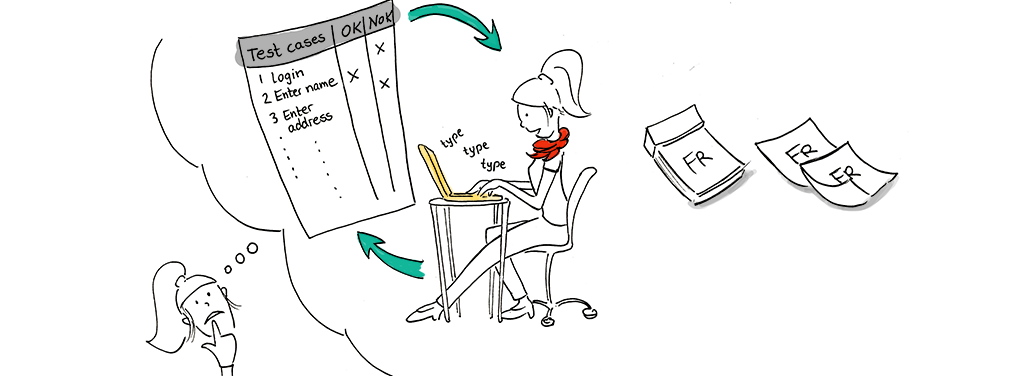 Test cases OK NOK
1 Login X
2 Enter name X X
3 Enter
address
type
type
type
FR
FR
FR